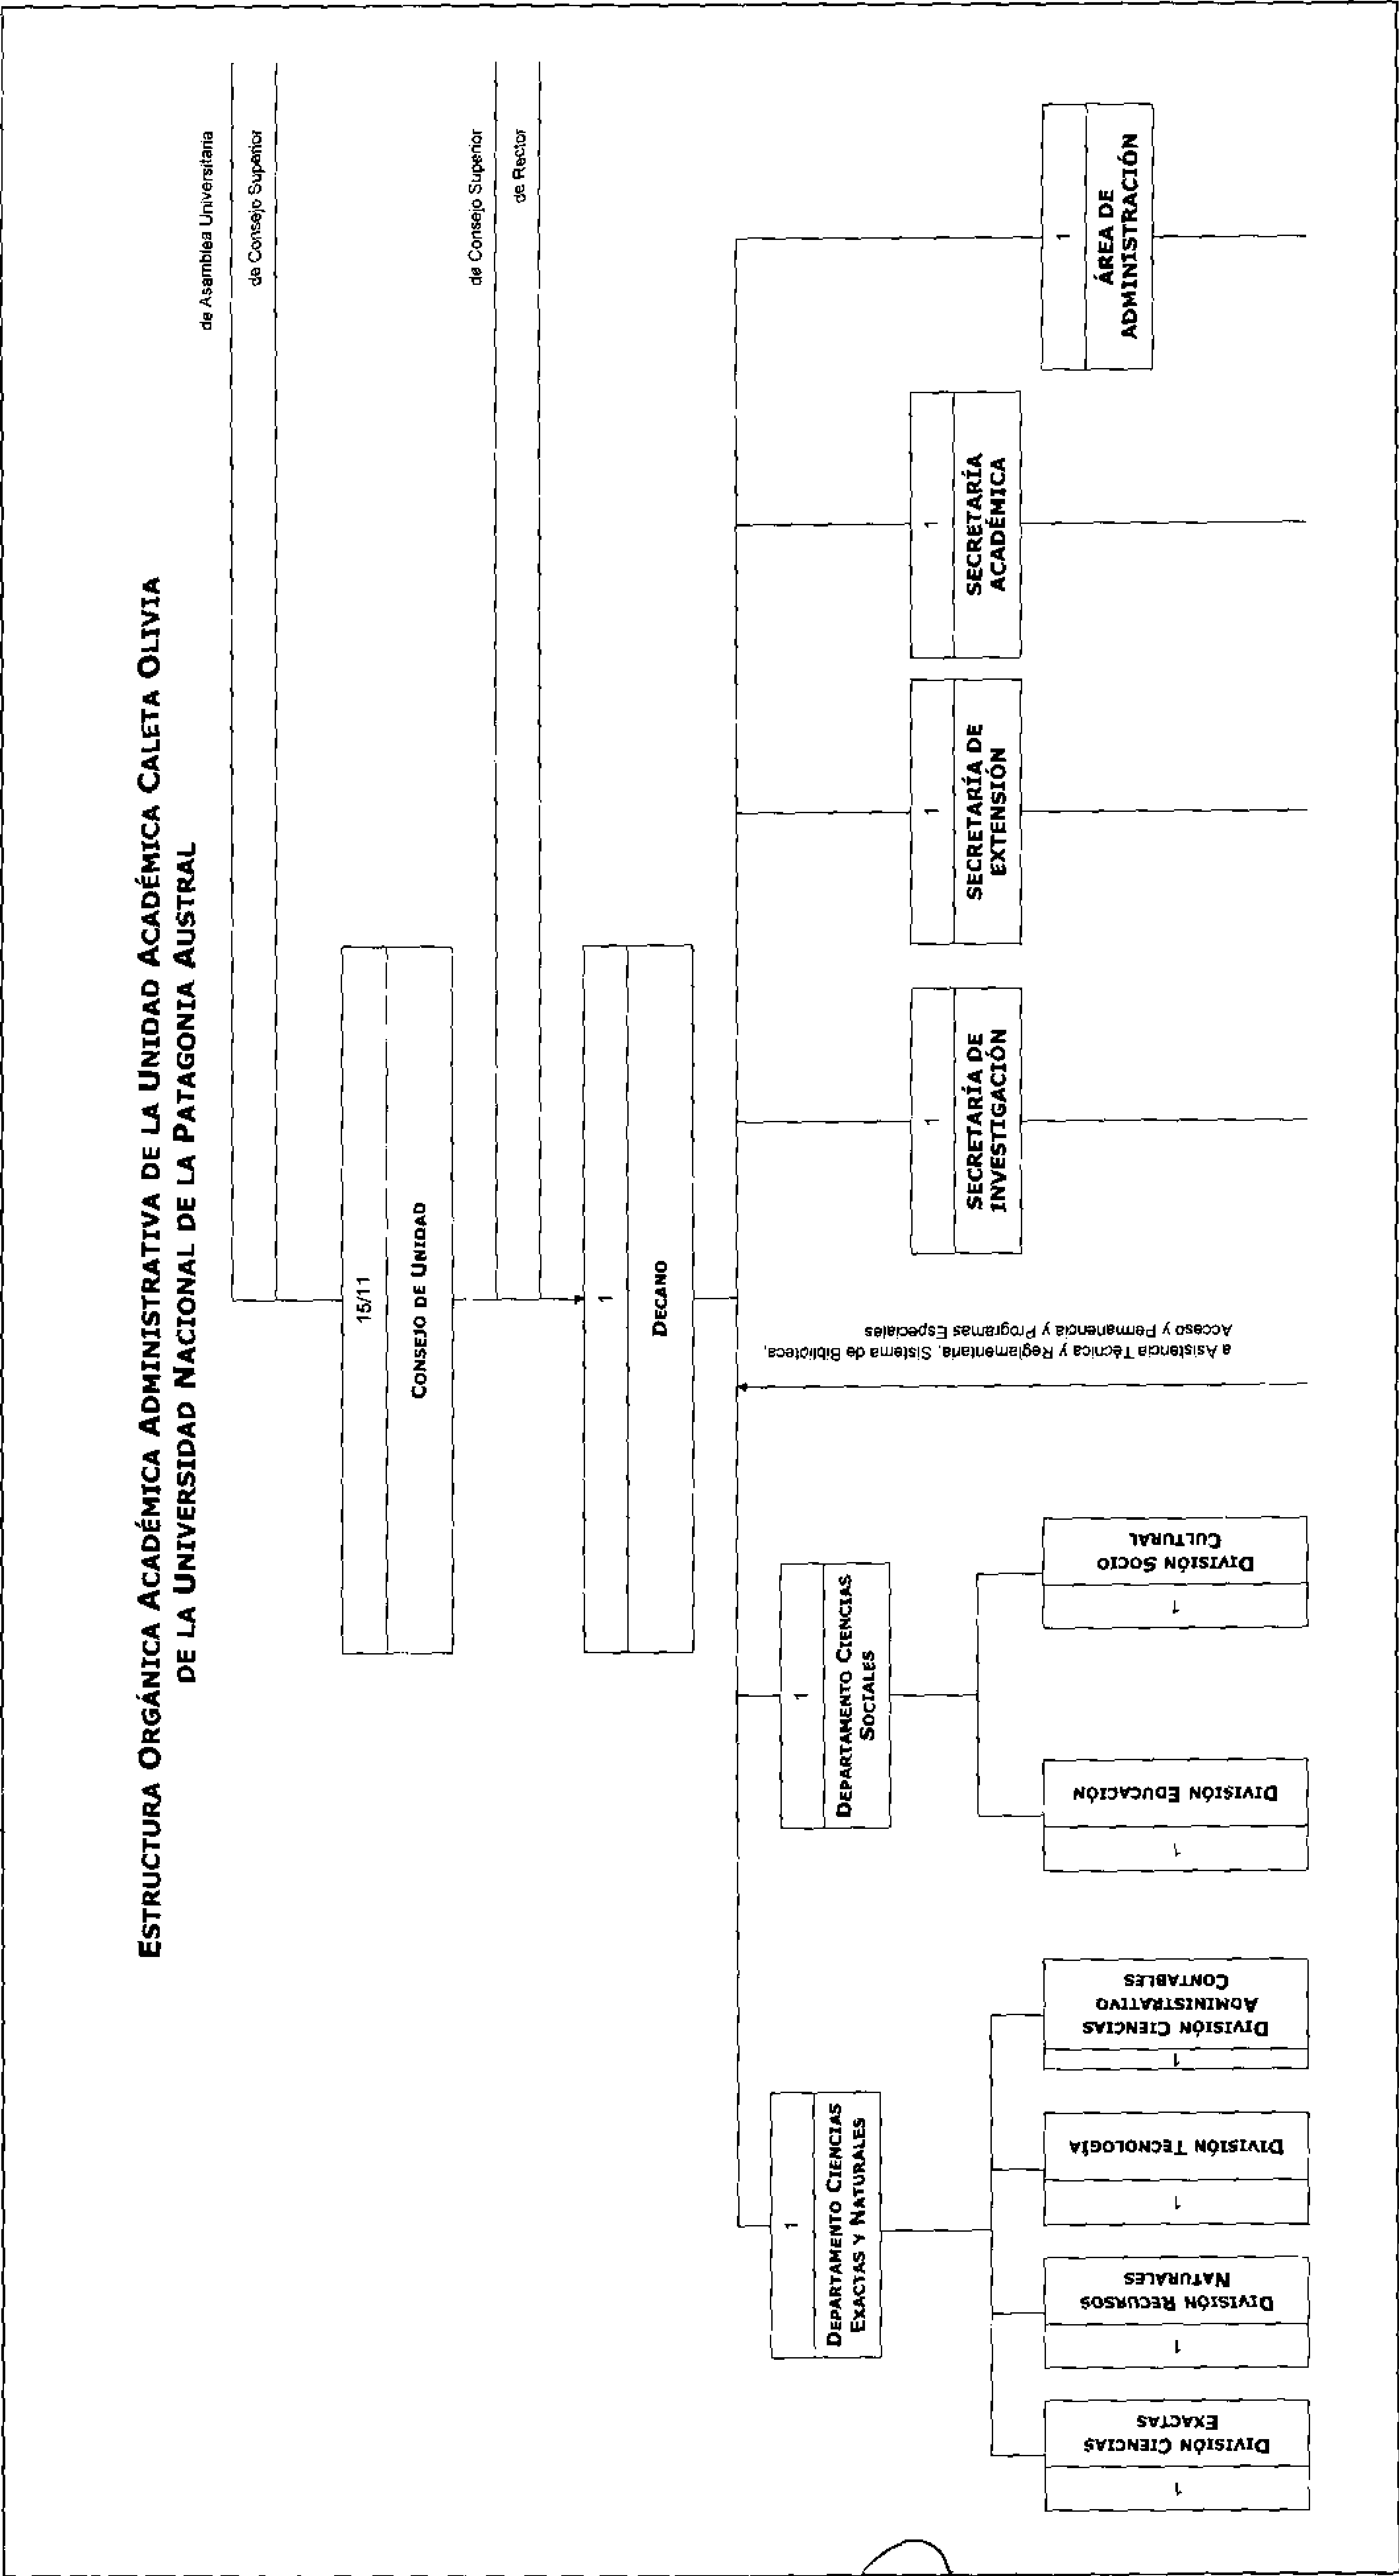 ESTRUCTURA ORGÁNICA ACADÉMICA ADMINISTRATIVA DE LA UNIDAD ACADÉMICA CALETA OLIVIA
DE LA UNIVERSIDAD NACIONAL DE LA PATAGONIA AUSTRAL
de Asamblea Universitaria
de Consejo Superior
15/11
CONSEJO DE UNIDAD
de Consejo Superior
de Rector
1
DECANO
1
DEPARTAMENTO CIENCIAS
EXACTAS Y NATURALES
1
DEPARTAMENTO CIENCIAS
SOCIALES
a Asistencia Técnica y Reglamentaria, Sistema de Biblioteca,
Acceso y Permanencia y Programas Especiales
1
SECRETARÍA DE
INVESTIGACIÓN
1
SECRETARÍA DE
EXTENSIÓN
1
SECRETARÍA
ACADÉMICA
1
ÁREA DE
ADMINISTRACIÓN
1
DIVISIÓN CIENCIAS
EXACTAS
1
DIVISIÓN RECURSOS
NATURALES
1
DIVISIÓN TECNOLOGÍA
1
DIVISIÓN CIENCIAS
ADMINISTRATIVO
CONTABLES
1
DIVISIÓN EDUCACIÓN
1
DIVISIÓN SOCIO
CULTURAL